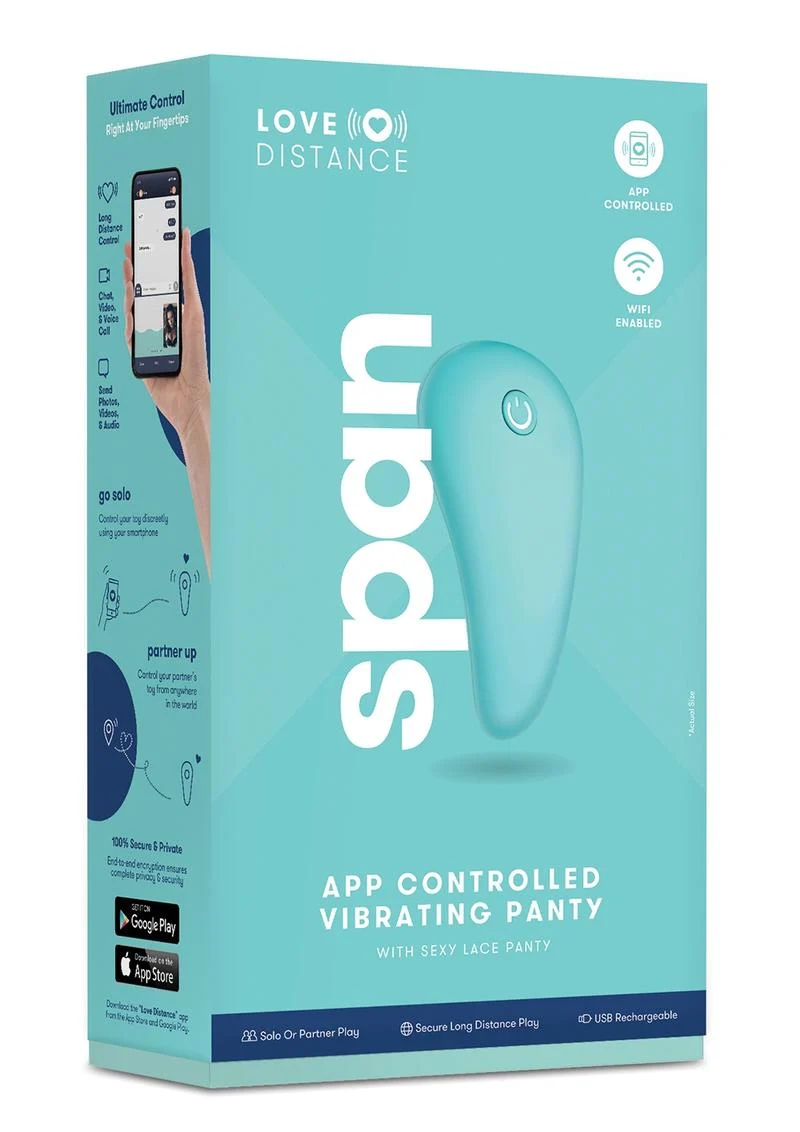 Ultimate Control
Right At Your Fingertips
Long
Distance
Control
Chat,
Video,
& Voice
Call
Send
Photos,
Videos,
& Audio
go solo
Control your toy discreetly
using your smartphone
partner up
Control your partner's
toy from anywhere
in the world
100% Secure & Private
End-to-end encryption ensures
complete privacy & security
GET IT ON
Google Play
Download on the
App Store
Download the "Love Distance" app
from the App Store and Google Play.
LOVE
DISTANCE
APP
CONTROLLED
WIFI
ENABLED
span
*Actual Size
APP CONTROLLED
VIBRATING PANTY
WITH SEXY LACE PANTY
Solo Or Partner Play
Secure Long Distance Play
USB Rechargeable